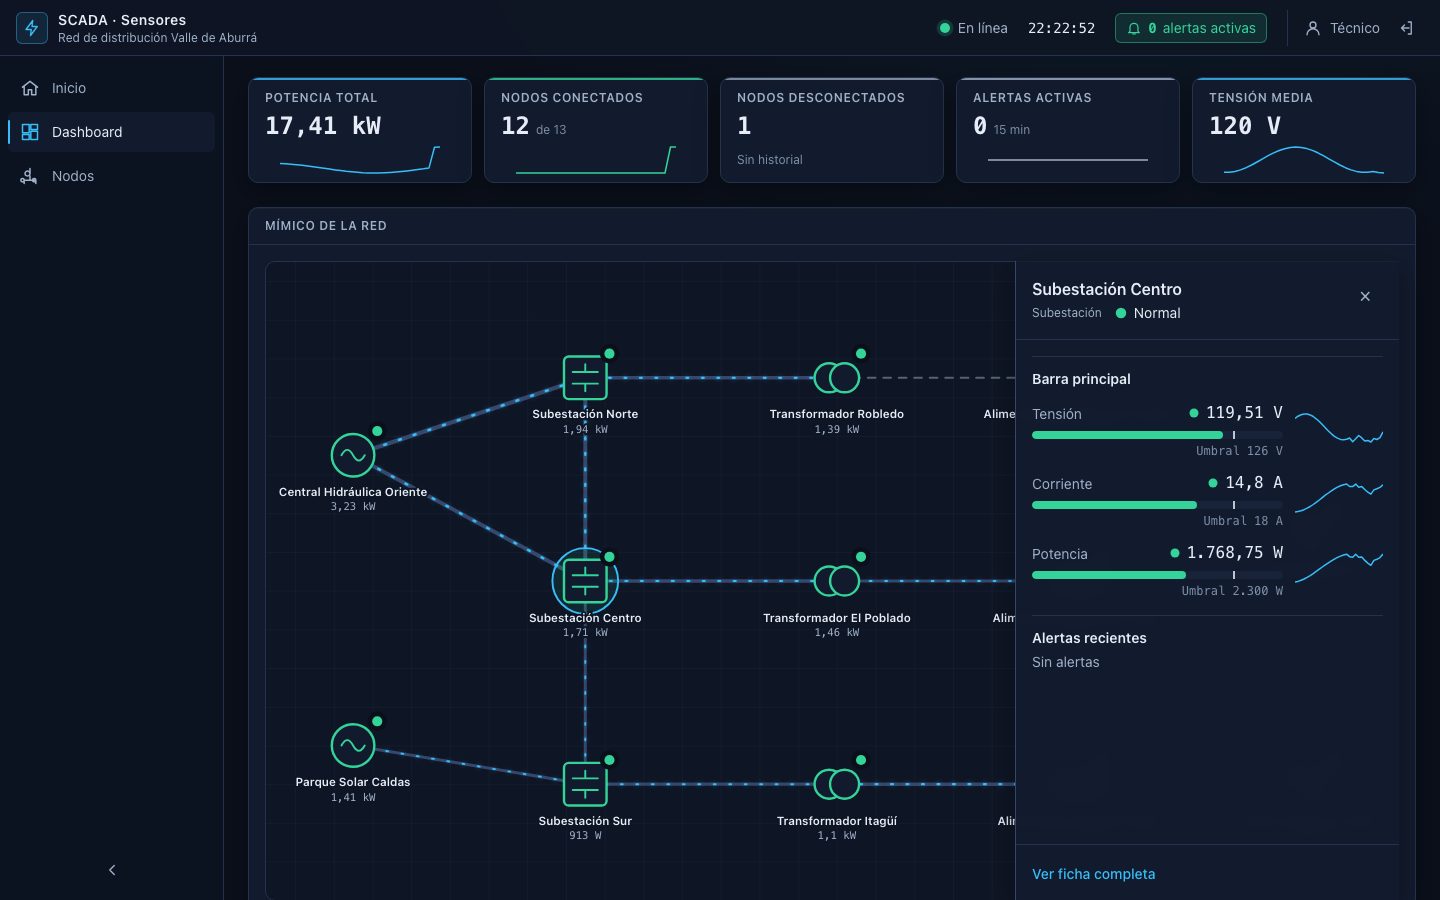 SCADA · Sensores
Red de distribución Valle de Aburrá
En línea
22:22:52
0 alertas activas
Técnico
Inicio
Dashboard
Nodos
POTENCIA TOTAL
17,41 kW
NODOS CONECTADOS
12 de 13
NODOS DESCONECTADOS
1
Sin historial
ALERTAS ACTIVAS
0 15 min
TENSIÓN MEDIA
120 V
MÍMICO DE LA RED
Subestación Norte
1,94 kW
Transformador Robledo
1,39 kW
Alime
Central Hidráulica Oriente
3,23 kW
Subestación Centro
1,71 kW
Transformador El Poblado
1,46 kW
Alim
Parque Solar Caldas
1,41 kW
Subestación Sur
913 W
Transformador Itagüí
1,1 kW
Alin
Subestación Centro
Subestación
Normal
Barra principal
Tensión
119,51 V
Umbral 126 V
Corriente
14,8 A
Umbral 18 A
Potencia
1.768,75 W
Umbral 2.300 W
Alertas recientes
Sin alertas
Ver ficha completa